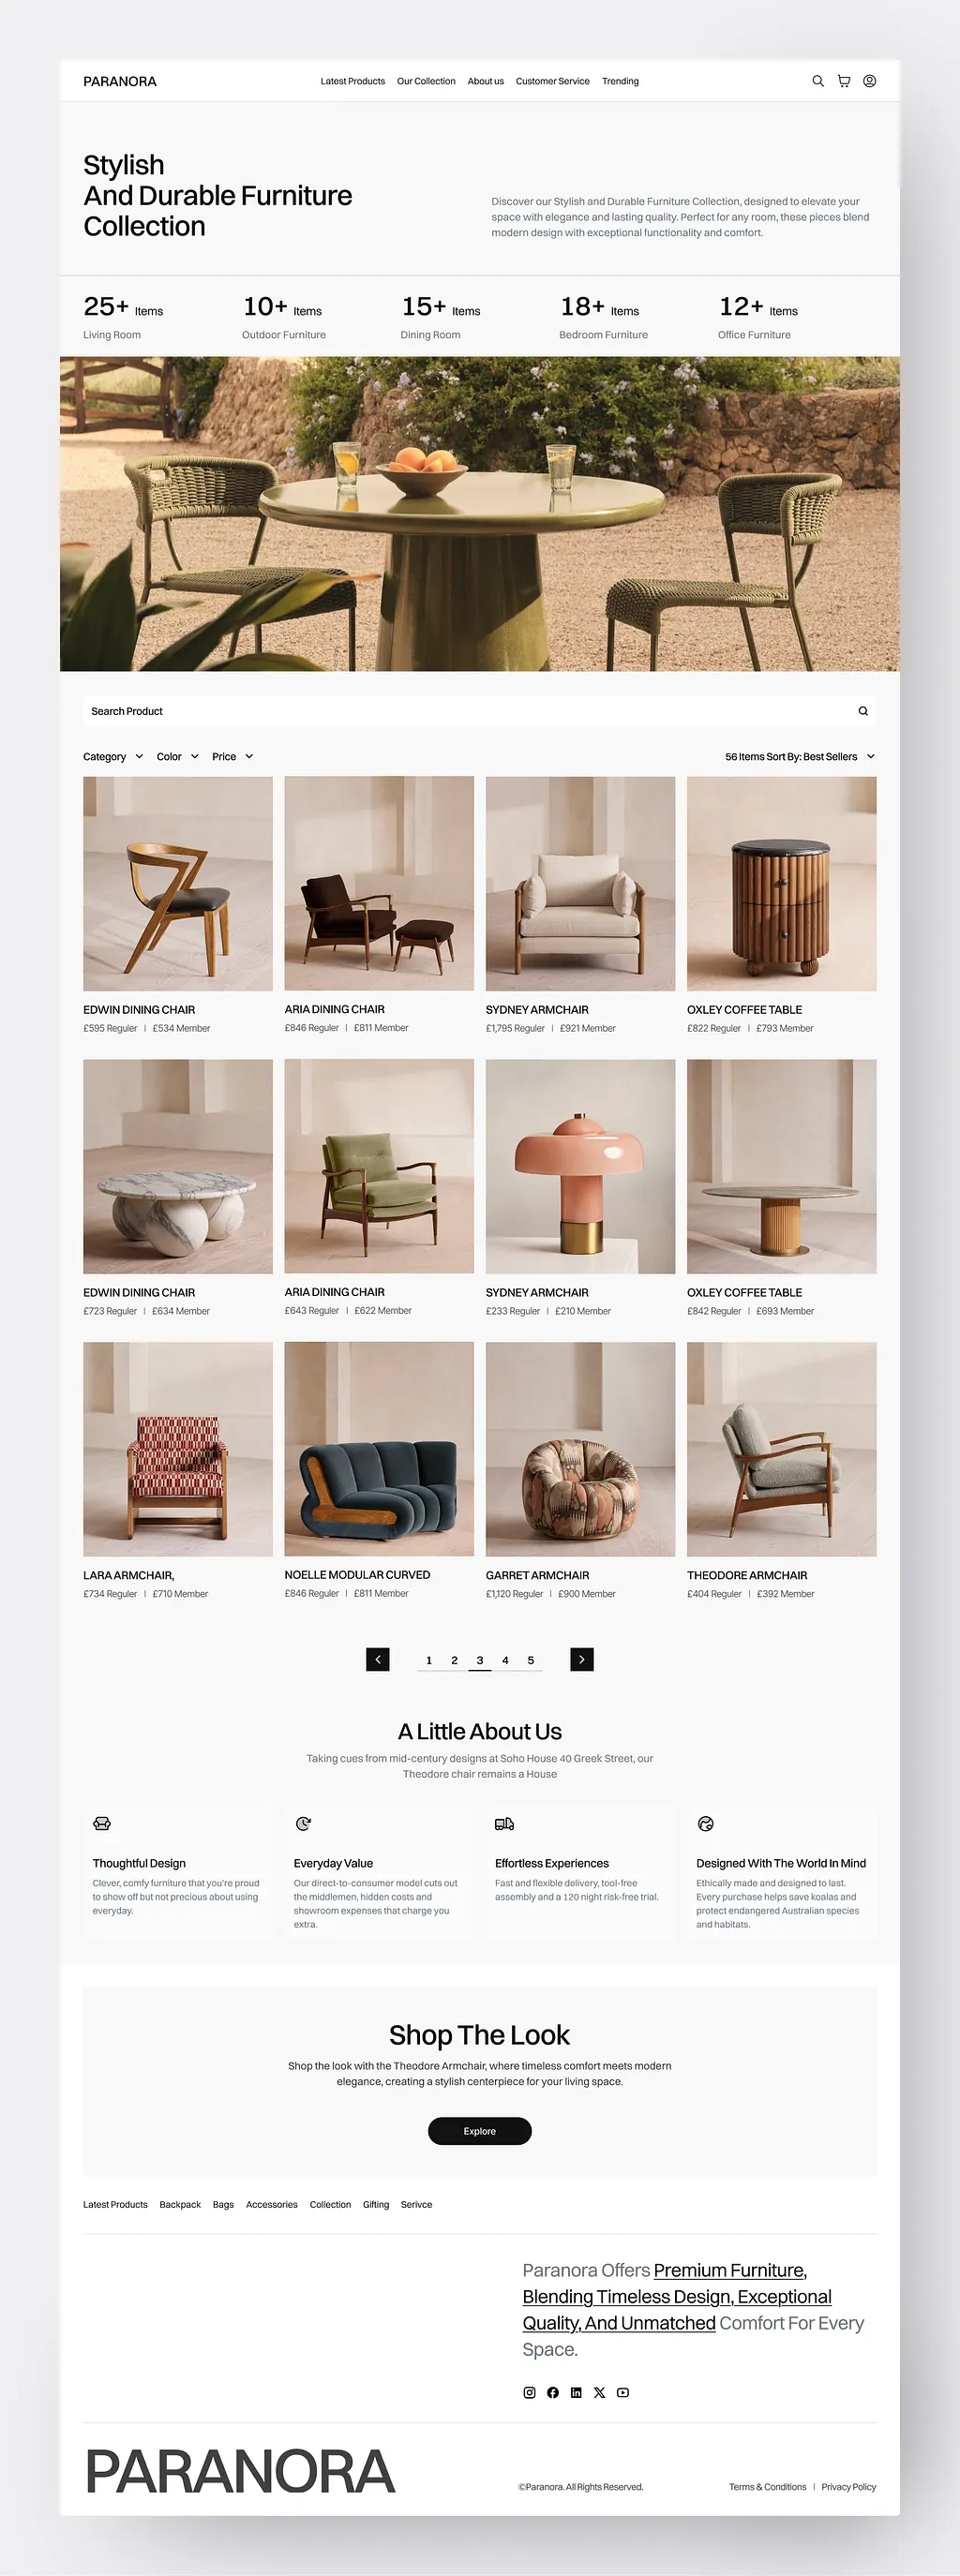 PARANORA
Latest Products Our Collection About us Customer Service Trending
Stylish
And Durable Furniture
Collection
Discover our Stylish and Durable Furniture Collection, designed to elevate your
space with elegance and lasting quality. Perfect for any room, these pieces blend
modern design with exceptional functionality and comfort.
25+ Items
10+ Items
15+ Items
18+ Items
12+ Items
Living Room
Outdoor Furniture
Dining Room
Bedroom Furniture
Office Furniture
Search Product
Category Color Price
56 Items Sort By: Best Sellers
EDWIN DINING CHAIR
£595 Reguler | £534 Member
ARIA DINING CHAIR
£846 Reguler | £811 Member
SYDNEY ARMCHAIR
£1,795 Reguler | £921 Member
OXLEY COFFEE TABLE
£822 Reguler | £793 Member
EDWIN DINING CHAIR
£723 Reguler | £634 Member
ARIA DINING CHAIR
£643 Reguler | £622 Member
SYDNEY ARMCHAIR
£233 Reguler | £210 Member
OXLEY COFFEE TABLE
£842 Reguler | £693 Member
LARA ARMCHAIR,
£734 Reguler | £710 Member
NOELLE MODULAR CURVED
£846 Reguler | £811 Member
GARRET ARMCHAIR
£1,120 Reguler | £900 Member
THEODORE ARMCHAIR
£404 Reguler | £392 Member
1 2 3 4 5
A Little About Us
Taking cues from mid-century designs at Soho House 40 Greek Street, our
Theodore chair remains a House
Thoughtful Design
Clever, comfy furniture that you're proud
to show off but not precious about using
everyday.
Everyday Value
Our direct-to-consumer model cuts out
the middlemen, hidden costs and
showroom expenses that charge you
extra.
Effortless Experiences
Fast and flexible delivery, tool-free
assembly and a 120 night risk-free trial.
Designed With The World In Mind
Ethically made and designed to last.
Every purchase helps save koalas and
protect endangered Australian species
and habitats.
Shop The Look
Shop the look with the Theodore Armchair, where timeless comfort meets modern
elegance, creating a stylish centerpiece for your living space.
Explore
Latest Products Backpack Bags Accessories Collection Gifting Serivce
Paranora Offers Premium Furniture,
Blending Timeless Design, Exceptional
Quality, And Unmatched Comfort For Every
Space.
PARANORA
©Paranora. All Rights Reserved.
Terms & Conditions | Privacy Policy